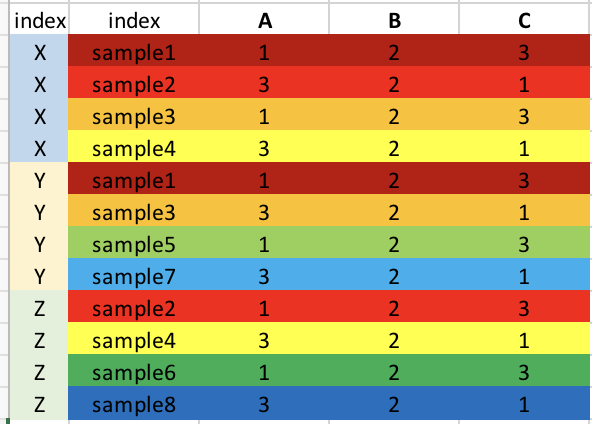 index index A B C
X sample1 1 2 3
X sample2 3 2 1
X sample3 1 2 3
X sample4 3 2 1
Y sample1 1 2 3
Y sample3 3 2 1
Y sample5 1 2 3
Y sample7 3 2 1
Z sample2 1 2 3
Z sample4 3 2 1
Z sample6 1 2 3
Z sample8 3 2 1